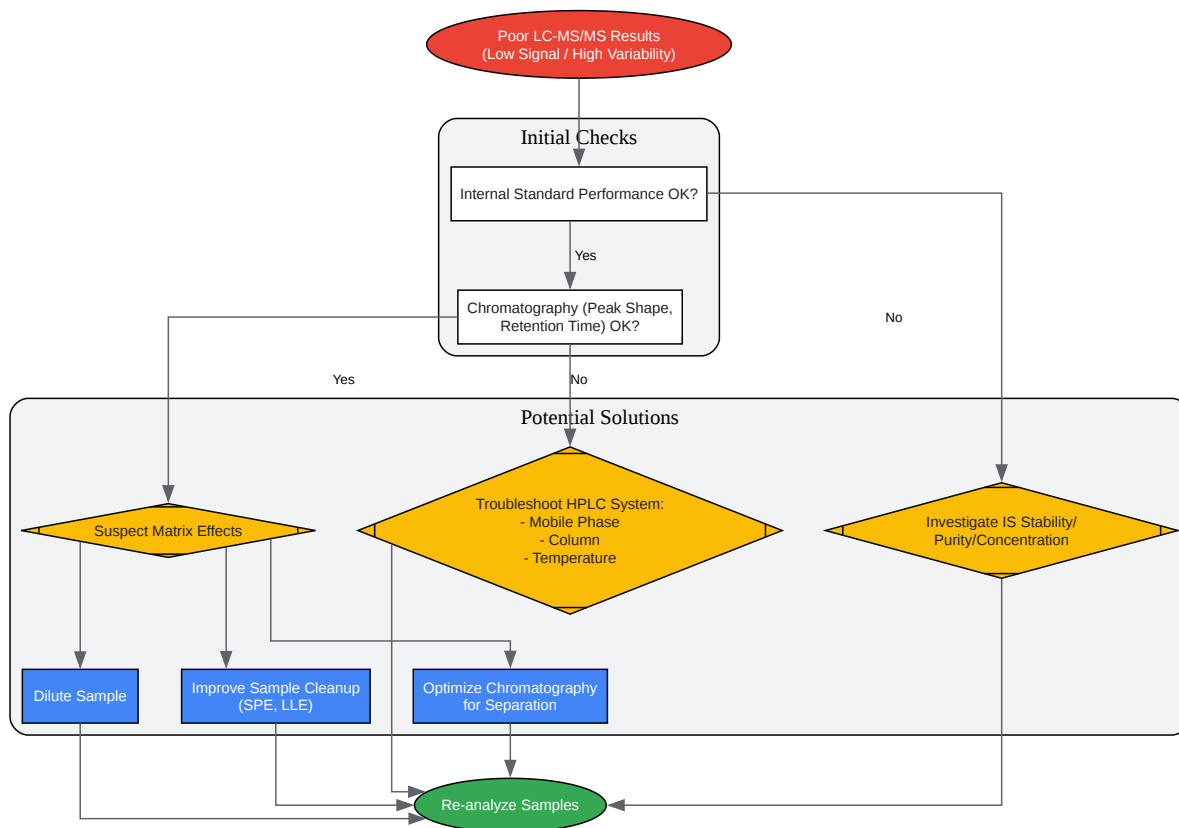 Poor LC-MS/MS Results
(Low Signal / High Variability)
Initial Checks
Internal Standard Performance OK?
Yes
Chromatography (Peak Shape,
Retention Time) OK?
No
Yes
No
Potential Solutions
Suspect Matrix Effects
Troubleshoot HPLC System:
- Mobile Phase
- Column
- Temperature
Investigate IS Stability/
Purity/Concentration
Dilute Sample
Improve Sample Cleanup
(SPE, LLE)
Optimize Chromatography
for Separation
Re-analyze Samples